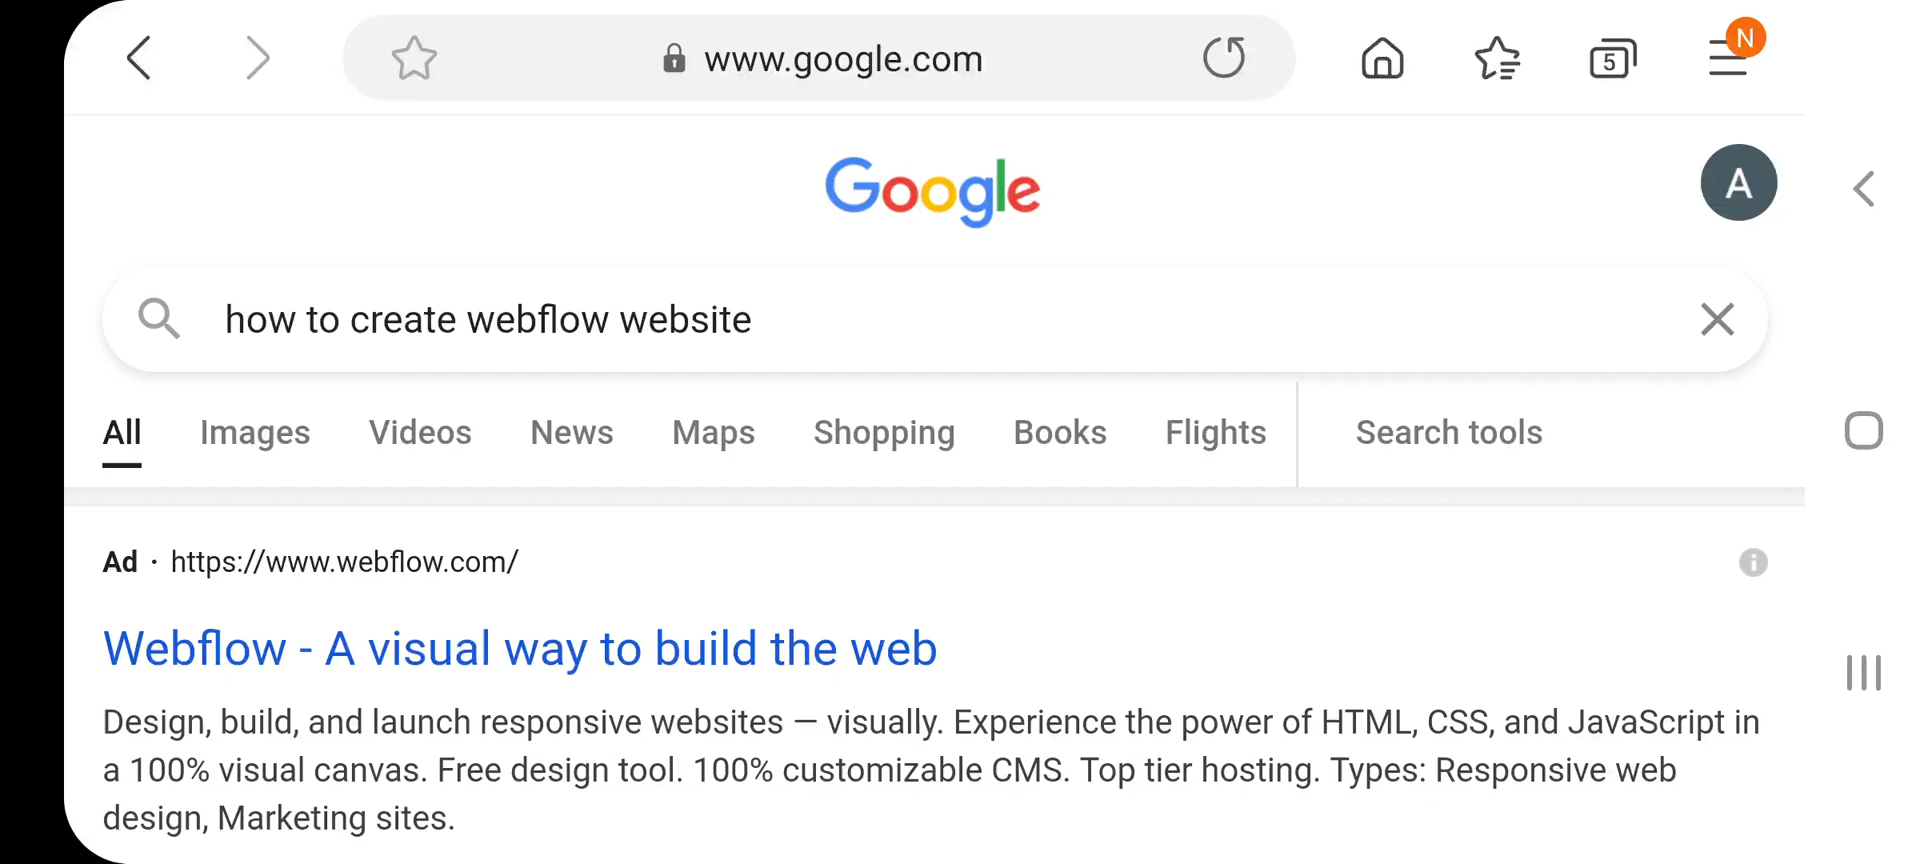 www.google.com
5
N
Google
A
how to create webflow website
All Images Videos News Maps Shopping Books Flights Search tools
Ad · https://www.webflow.com/
Webflow - A visual way to build the web
Design, build, and launch responsive websites — visually. Experience the power of HTML, CSS, and JavaScript in
a 100% visual canvas. Free design tool. 100% customizable CMS. Top tier hosting. Types: Responsive web
design, Marketing sites.